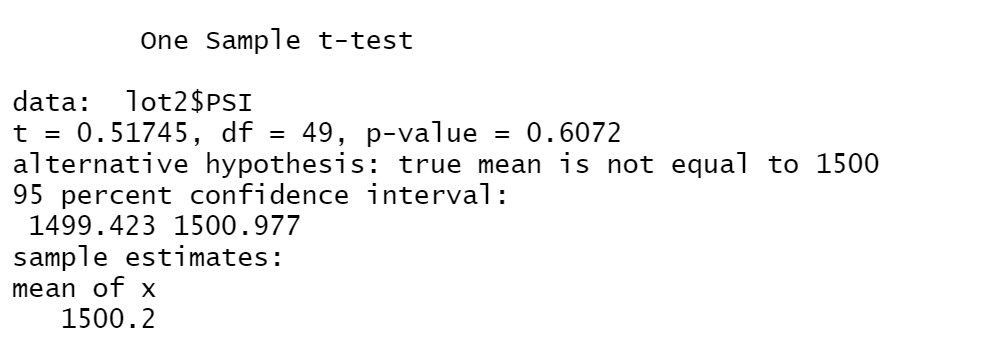 One Sample t-test
data: lot2$PSI
t = 0.51745, df = 49, p-value = 0.6072
alternative hypothesis: true mean is not equal to 1500
95 percent confidence interval:
1499.423 1500.977
sample estimates:
mean of x
1500.2